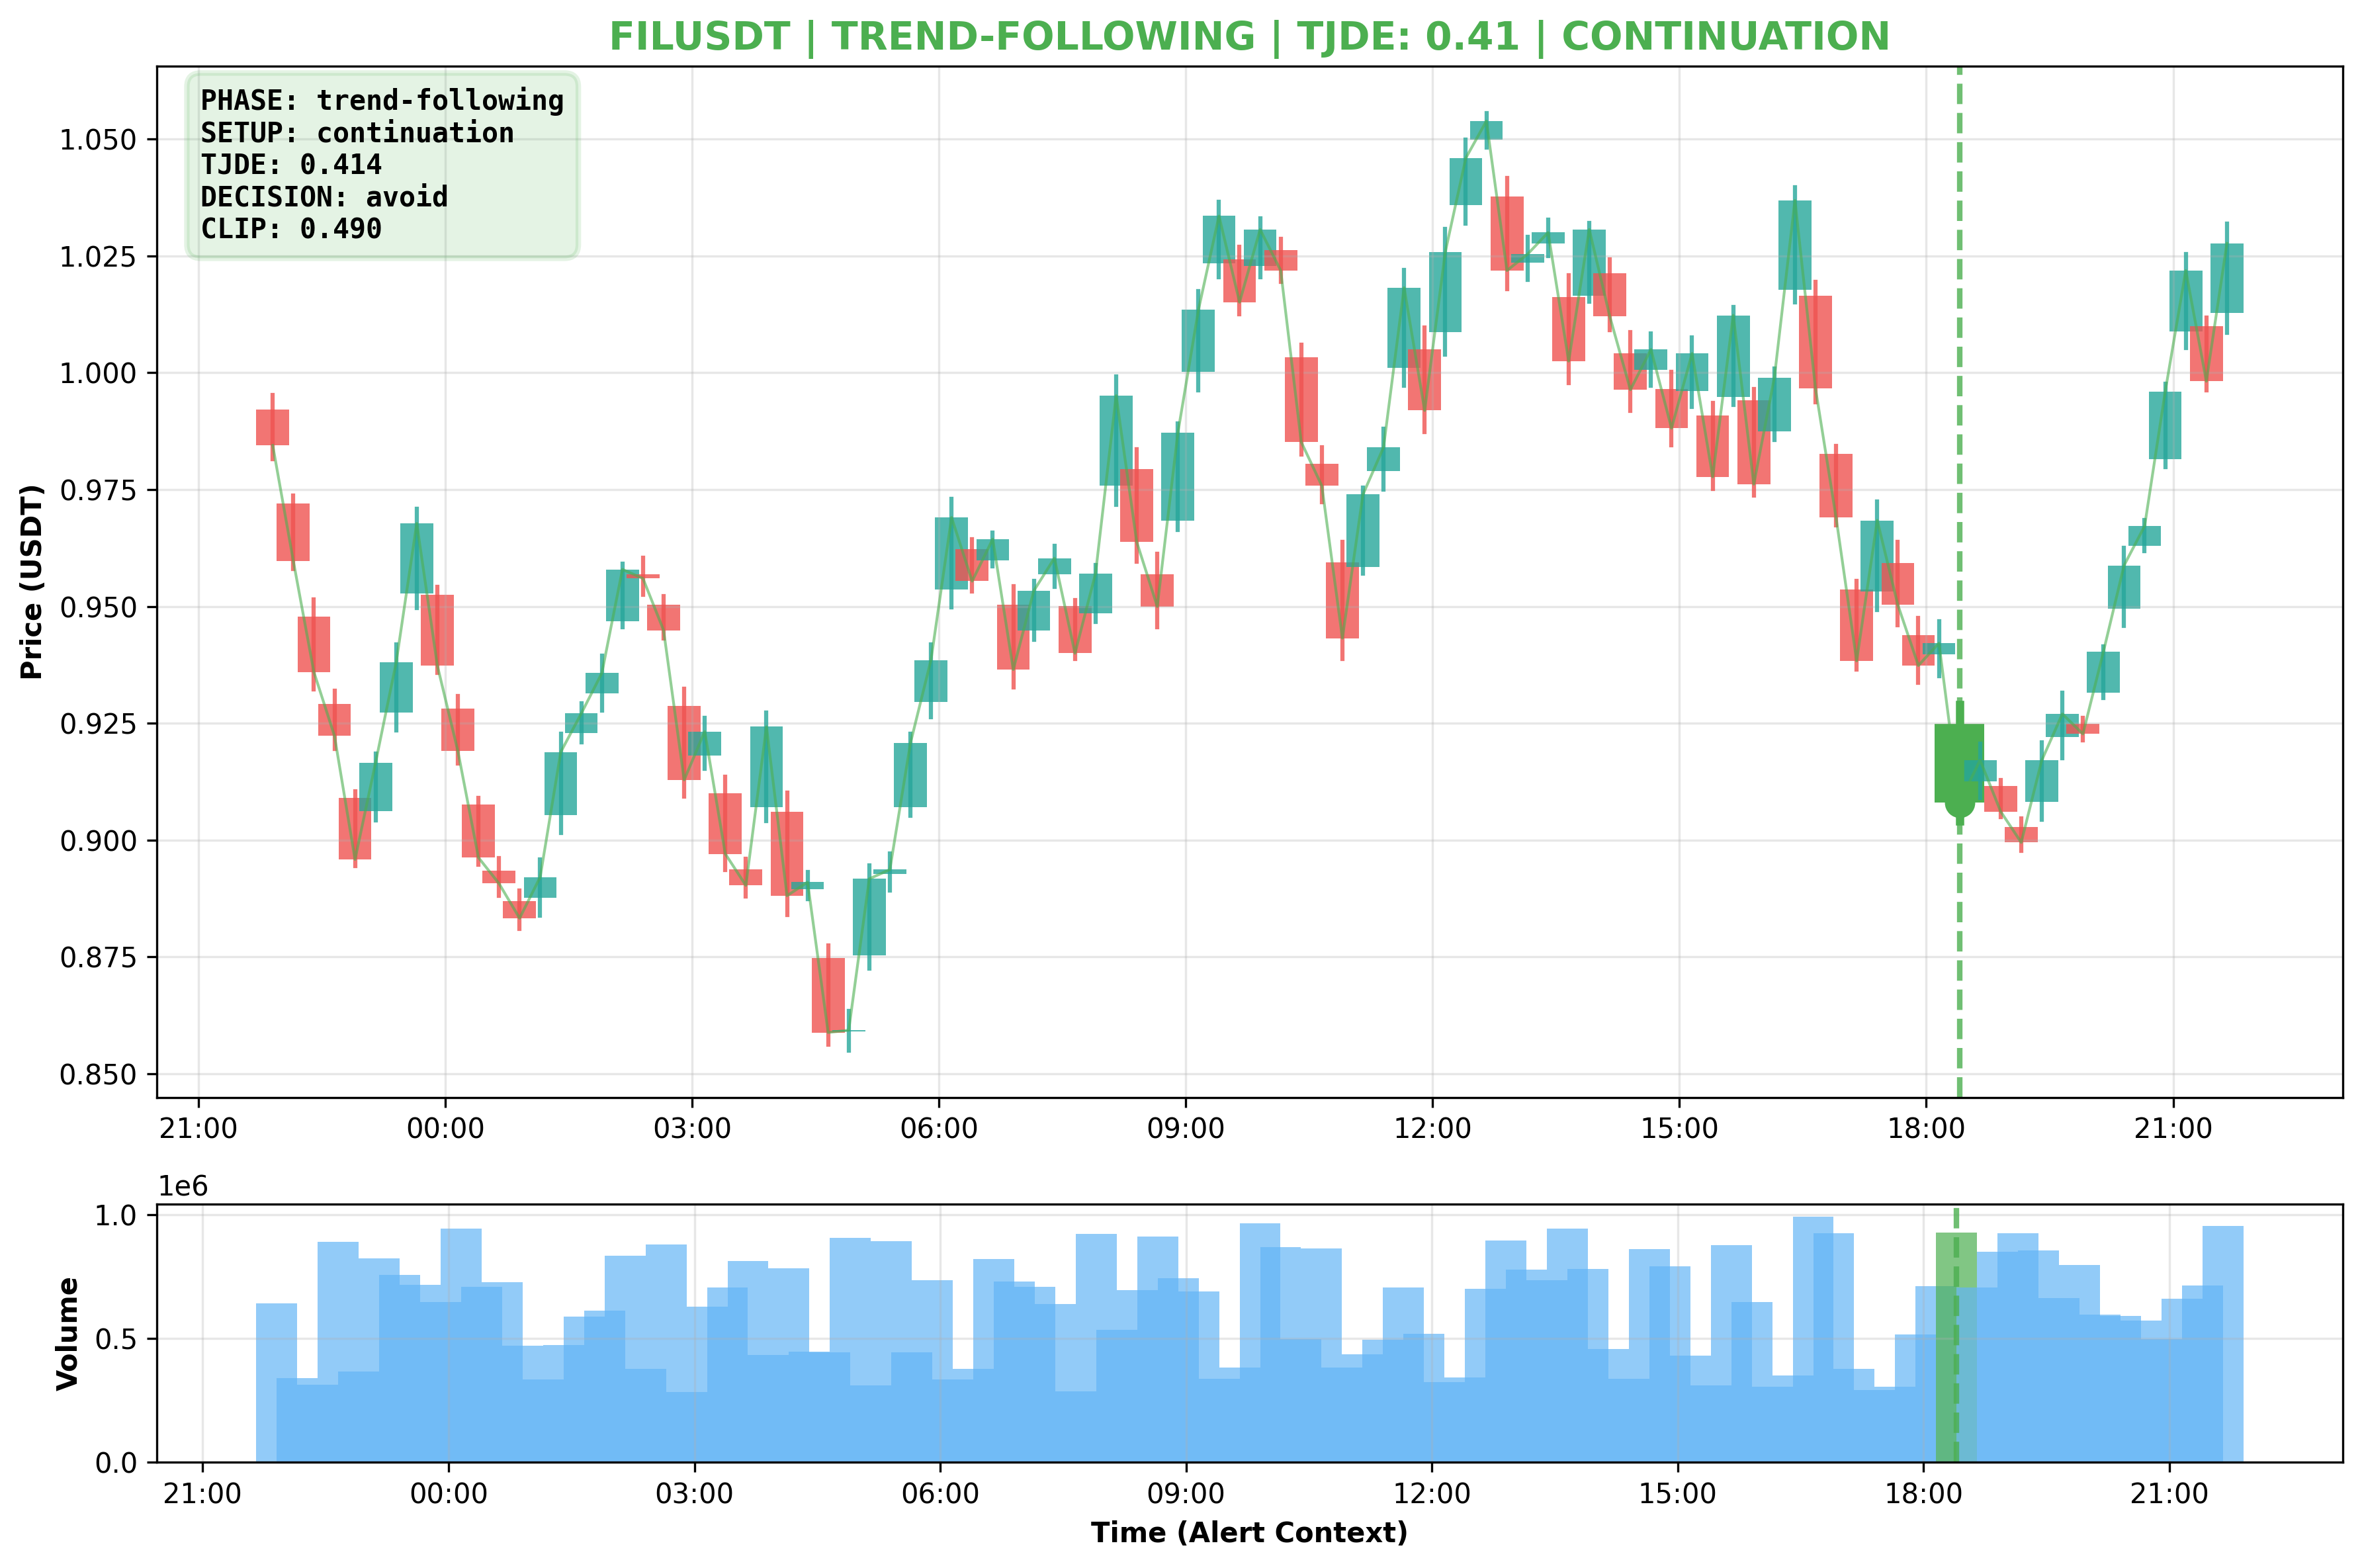 FILUSDT | TREND-FOLLOWING | TJDE: 0.41 | CONTINUATION
PHASE: trend-following
SETUP: continuation
TJDE: 0.414
DECISION: avoid
CLIP: 0.490
Price (USDT)
1.050
1.025
1.000
0.975
0.950
0.925
0.900
0.875
0.850
21:00 00:00 03:00 06:00 09:00 12:00 15:00 18:00 21:00
1e6
Volume
1.0
0.5
0.0
21:00 00:00 03:00 06:00 09:00 12:00 15:00 18:00 21:00
Time (Alert Context)